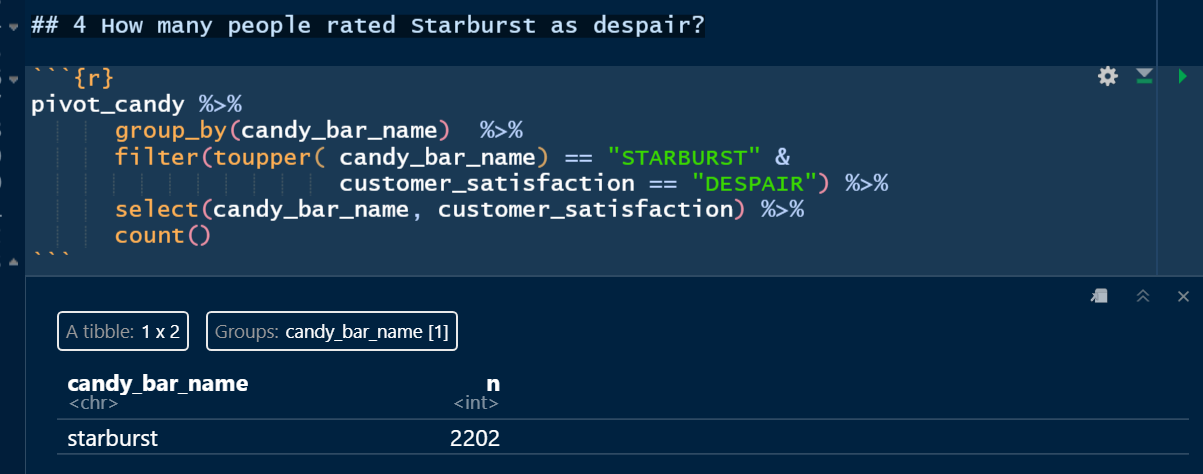 ## 4 How many people rated Starburst as despair?
```{r}
pivot_candy %>%
group_by(candy_bar_name)  %>%
filter(toupper( candy_bar_name) == "STARBURST" &
customer_satisfaction == "DESPAIR") %>%
select(candy_bar_name, customer_satisfaction) %>%
count()
```
A tibble: 1 x 2 Groups: candy_bar_name [1]
candy_bar_name n
<chr> <int>
starburst 2202